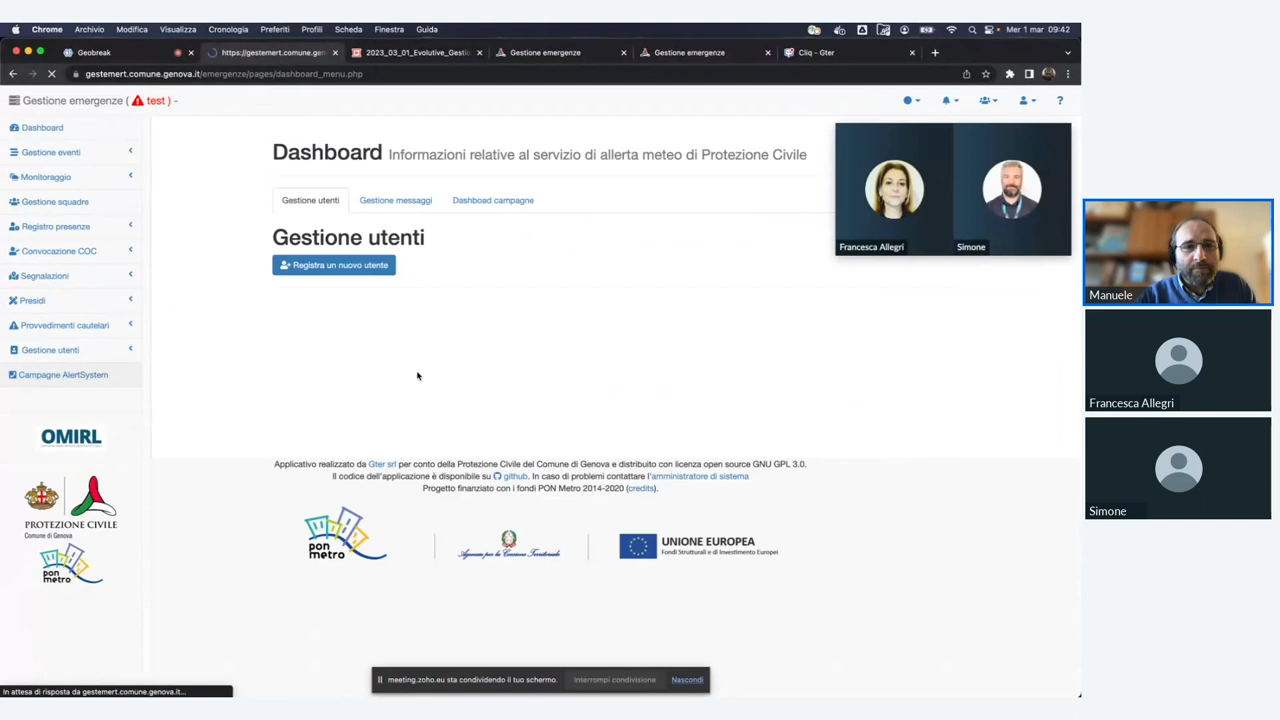 Chrome Archivio Modifica Visualizza Cronologia Preferiti Profili Scheda Finestra Guida Mer 1 mar 09:42
Geobreak https://gestemert.comune.gen 2023_03_01_Evolutive_Gesti Gestione emergenze Gestione emergenze Cliq - Gter
gestemert.comune.genova.it/emergenze/pages/dashboard_menu.php
Gestione emergenze ( test ) -
Dashboard
Gestione eventi
Monitoraggio
Gestione squadre
Registro presenze
Convocazione COC
Segnalazioni
Presidi
Provvedimenti cautelari
Gestione utenti
Campagne AlertSystem
OMIRL
PROTEZIONE CIVILE
Comune di Genova
pon
metro
Dashboard Informazioni relative al servizio di allerta meteo di Protezione Civile
Gestione utenti Gestione messaggi Dashboad campagne
Gestione utenti
Registra un nuovo utente
Francesca Allegri Simone
Manuele
Francesca Allegri
Simone
Applicativo realizzato da Gter srl per conto della Protezione Civile del Comune di Genova e distribuito con licenza open source GNU GPL 3.0.
Il codice dell'applicazione è disponibile su github. In caso di problemi contattare l'amministratore di sistema
Progetto finanziato con i fondi PON Metro 2014-2020 (credits).
pon
metro
Agenzia per la Coesione Territoriale
UNIONE EUROPEA
Fondi Strutturali e di Investimento Europei
meeting.zoho.eu sta condividendo il tuo schermo. Interrompi condivisione Nascondi
In attesa di risposta da gestemert.comune.genova.it...